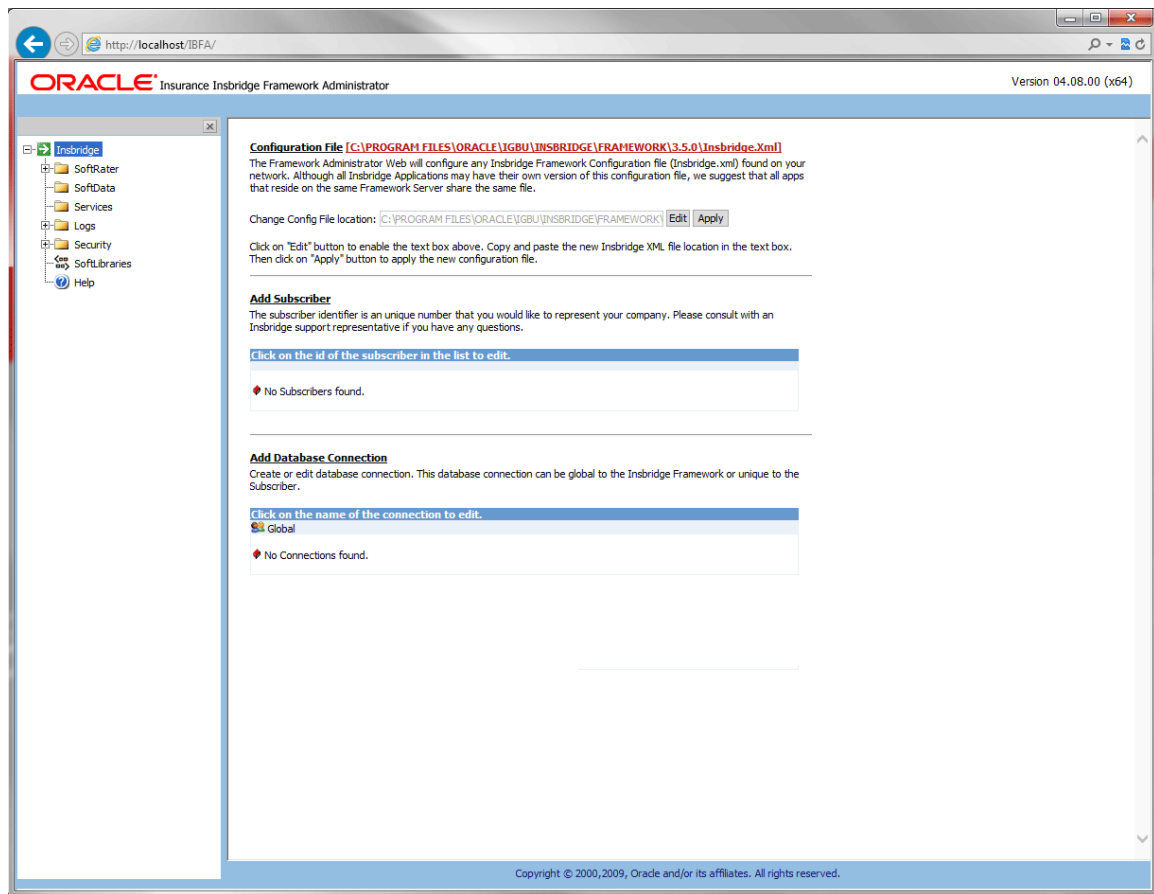 http://localhost/IBFA/
ORACLE® Insurance Insbridge Framework Administrator
Version 04.08.00 (x64)
Insbridge
SoftRater
SoftData
Services
Logs
Security
SoftLibraries
Help
Configuration File [C:\PROGRAM FILES\ORACLE\IGBU\INSBRIDGE\FRAMEWORK\3.5.0\Insbridge.Xml]
The Framework Administrator Web will configure any Insbridge Framework Configuration file (Insbridge.xml) found on your
network. Although all Insbridge Applications may have their own version of this configuration file, we suggest that all apps
that reside on the same Framework Server share the same file.
Change Config File location: C:\PROGRAM FILES\ORACLE\IGBU\INSBRIDGE\FRAMEWORK\ Edit Apply
Click on "Edit" button to enable the text box above. Copy and paste the new Insbridge XML file location in the text box.
Then click on "Apply" button to apply the new configuration file.
Add Subscriber
The subscriber identifier is an unique number that you would like to represent your company. Please consult with an
Insbridge support representative if you have any questions.
Click on the id of the subscriber in the list to edit.
No Subscribers found.
Add Database Connection
Create or edit database connection. This database connection can be global to the Insbridge Framework or unique to the
Subscriber.
Click on the name of the connection to edit.
Global
No Connections found.
Copyright © 2000,2009, Oracle and/or its affiliates. All rights reserved.